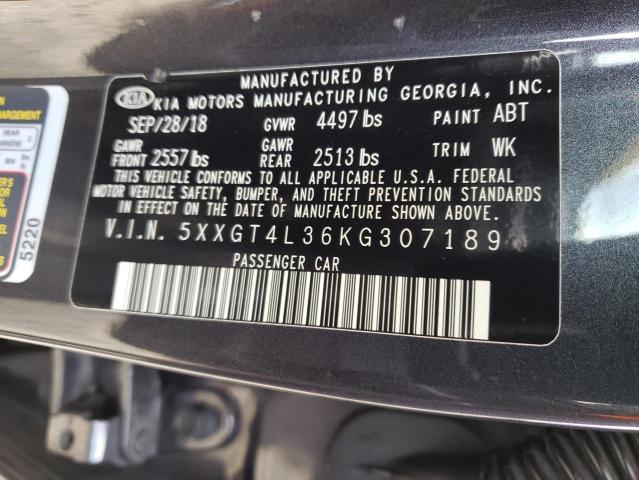 MANUFACTURED BY
KIA KIA MOTORS MANUFACTURING GEORGIA, INC.
SEP/28/18 GVWR 4497 lbs PAINT ABT
GAWR FRONT 2557 lbs GAWR REAR 2513 lbs TRIM WK
THIS VEHICLE CONFORMS TO ALL APPLICABLE U.S.A. FEDERAL
MOTOR VEHICLE SAFETY, BUMPER, AND THEFT PREVENTION STANDARDS
IN EFFECT ON THE DATE OF MANUFACTURE SHOWN ABOVE.
V.I.N. 5XXGT4L36KG307189
PASSENGER CAR
REAR
5220